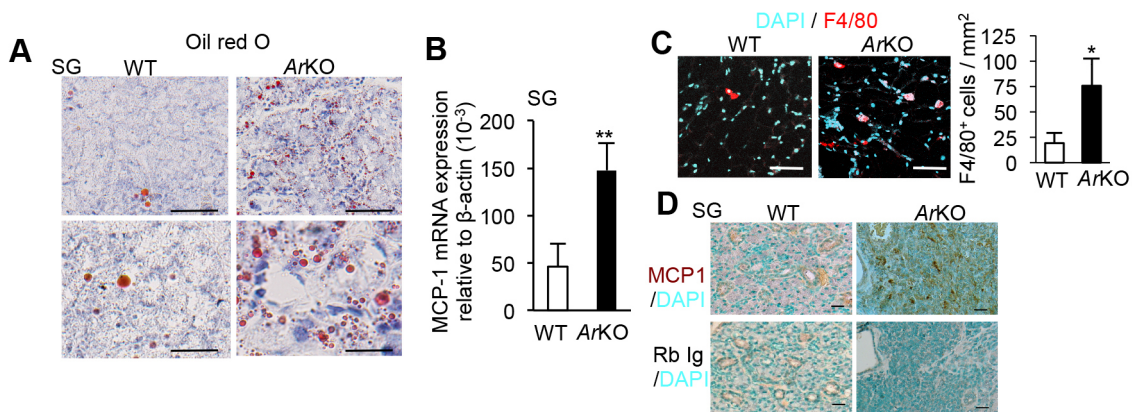 A
Oil red O
SG
WT
ArKO
B
MCP-1 mRNA expression
relative to β-actin (10⁻³)
SG
200
150
100
50
0
**
WT
ArKO
C
DAPI / F4/80
WT
ArKO
F4/80⁺ cells / mm²
125
100
75
50
25
0
*
WT
ArKO
D
SG
WT
ArKO
MCP1
/DAPI
Rb Ig
/DAPI